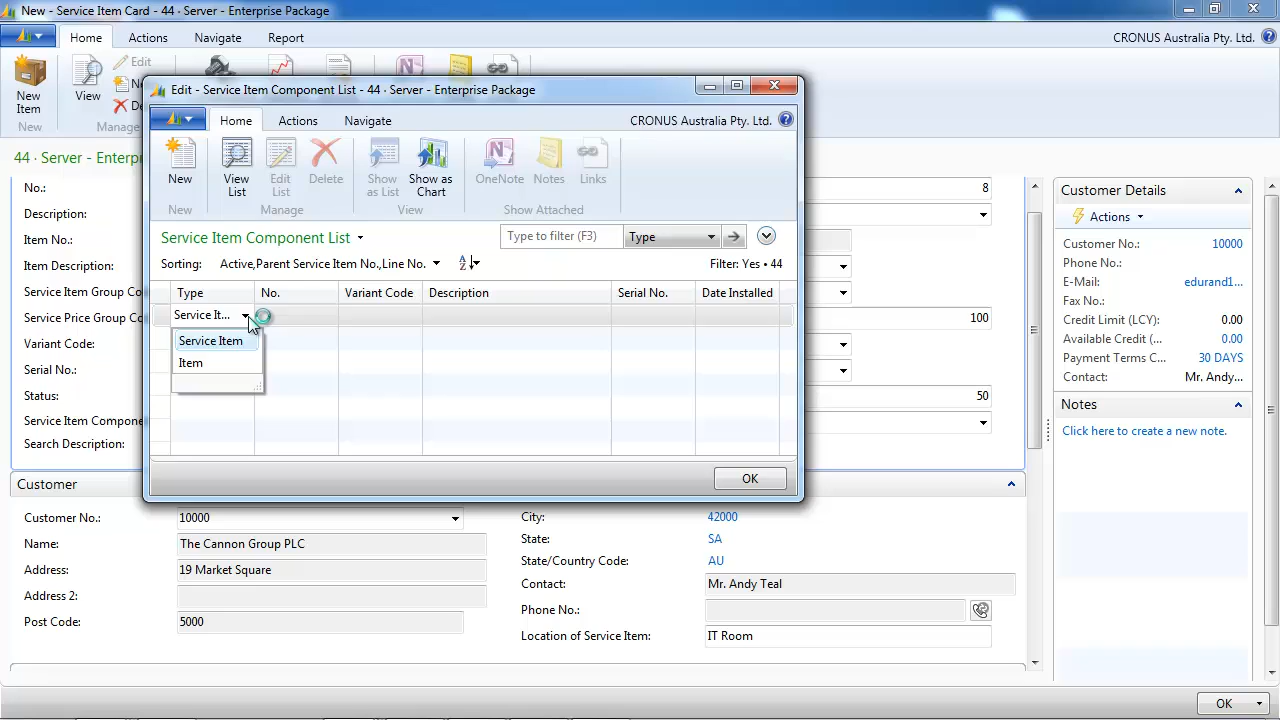 New - Service Item Card - 44 · Server - Enterprise Package
Home Actions Navigate Report
CRONUS Australia Pty. Ltd.
New Item
New
View
Edit
Manage
44 · Server -
No.:
Description:
Item No.:
Item Description:
Service Item Group
Service Price Group
Variant Code:
Serial No.:
Status:
Service Item
Search Description:
8
100
50
Edit - Service Item Component List - 44 · Server - Enterprise Package
Home Actions Navigate
CRONUS Australia Pty. Ltd.
New
View List
Edit List
Delete
Show as List
Show as Chart
OneNote
Notes
Links
New Manage View Show Attached
Service Item Component List
Type to filter (F3) Type
Sorting: Active,Parent Service Item No.,Line No.
Filter: Yes • 44
Type No. Variant Code Description Serial No. Date Installed
Service It...
Service Item
Item
OK
Customer
Customer No.: 10000
Name: The Cannon Group PLC
Address: 19 Market Square
Address 2:
Post Code: 5000
City: 42000
State: SA
State/Country Code: AU
Contact: Mr. Andy Teal
Phone No.:
Location of Service Item: IT Room
Customer Details
Actions
Customer No.: 10000
Phone No.:
E-Mail: edurand1...
Fax No.:
Credit Limit (LCY) 0.00
Available Credit (... 0.00
Payment Terms C... 30 DAYS
Contact: Mr. Andy...
Notes
Click here to create a new note.
OK